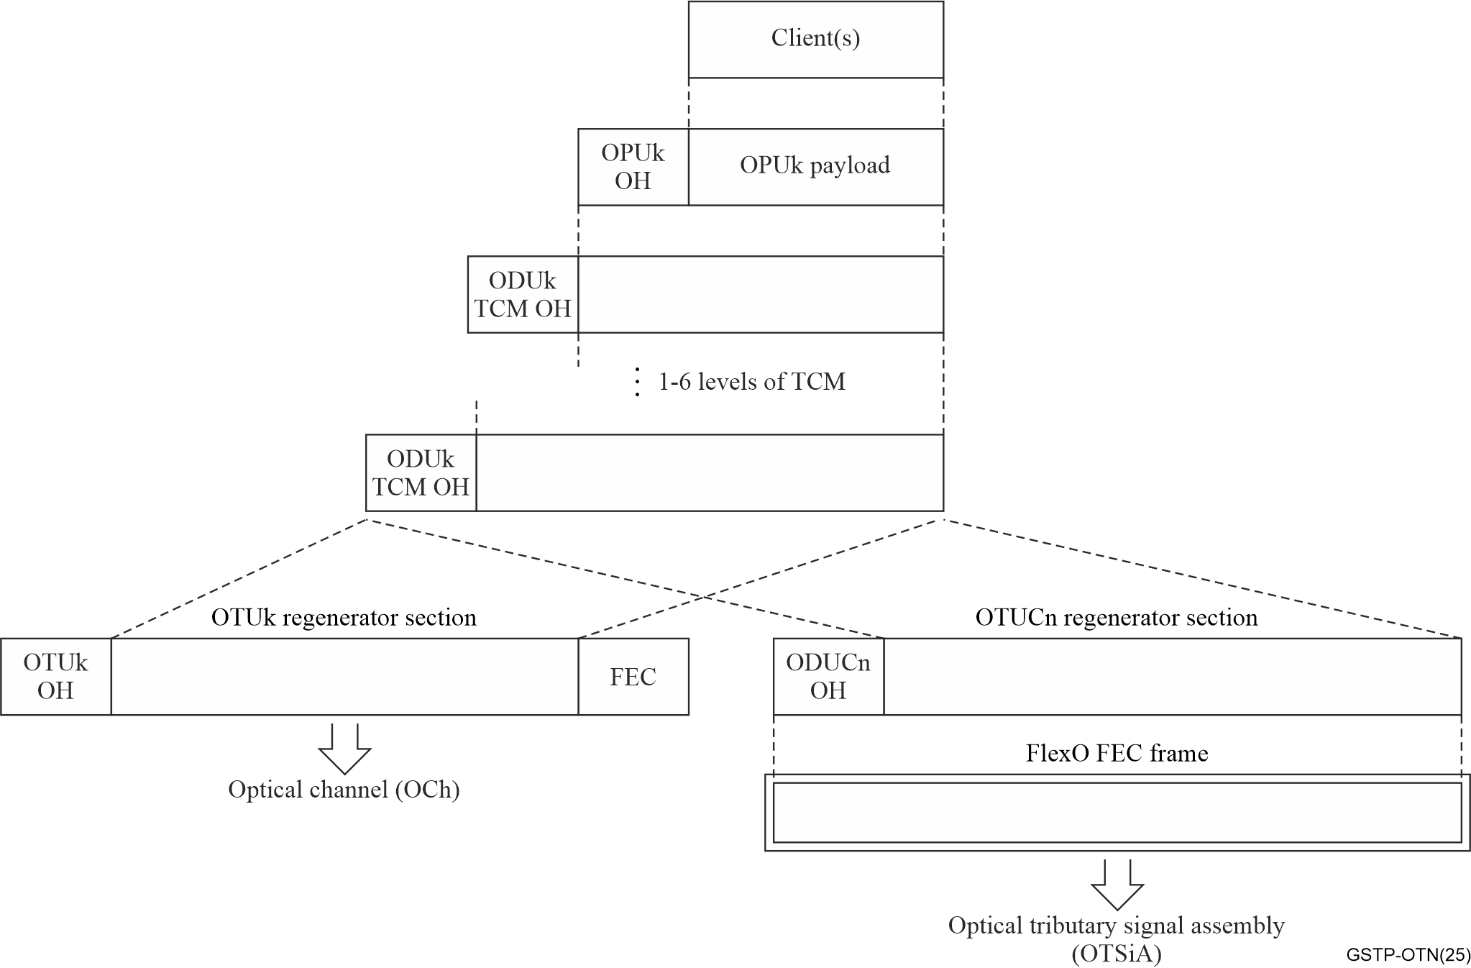 Client(s)
OPUk
OH
OPUk payload
ODUk
TCM OH
⋮ 1-6 levels of TCM
ODUk
TCM OH
OTUk regenerator section
OTUCn regenerator section
OTUk
OH
FEC
ODUCn
OH
FlexO FEC frame
Optical channel (OCh)
Optical tributary signal assembly
(OTSiA)
GSTP-OTN(25)